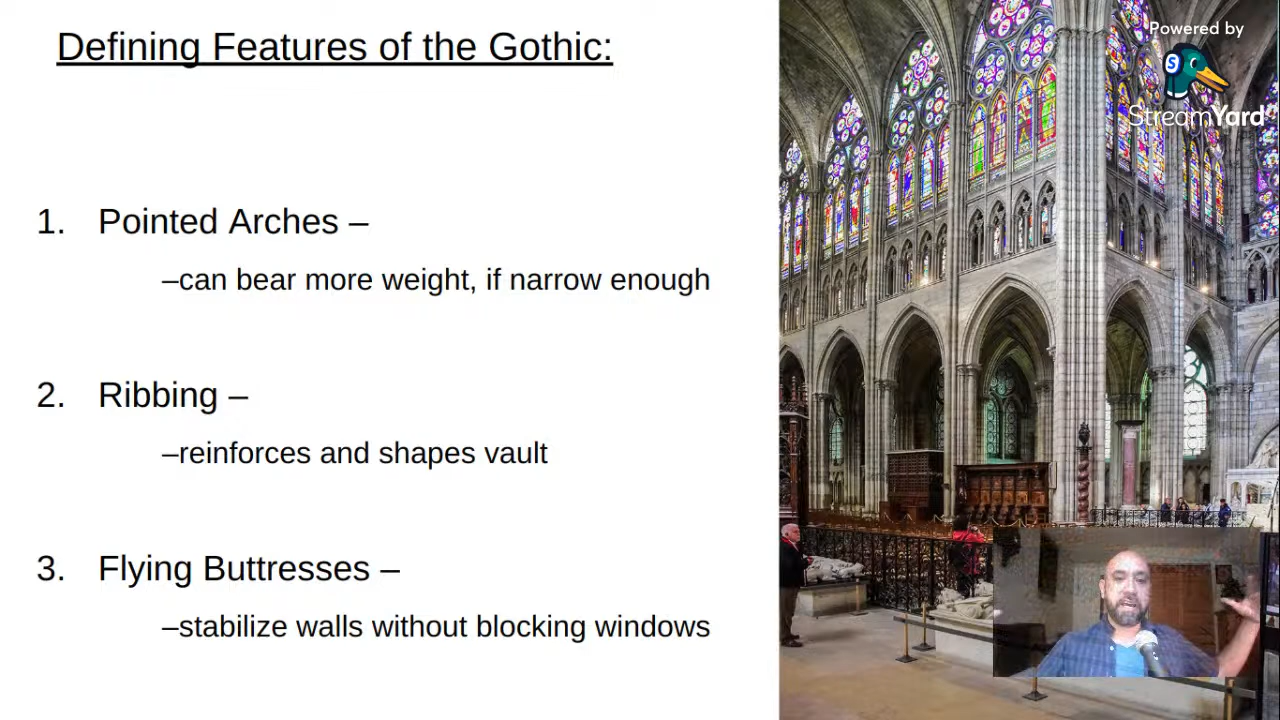 Defining Features of the Gothic:
1. Pointed Arches –
–can bear more weight, if narrow enough
2. Ribbing –
–reinforces and shapes vault
3. Flying Buttresses –
–stabilize walls without blocking windows
Powered by
S
StreamYard